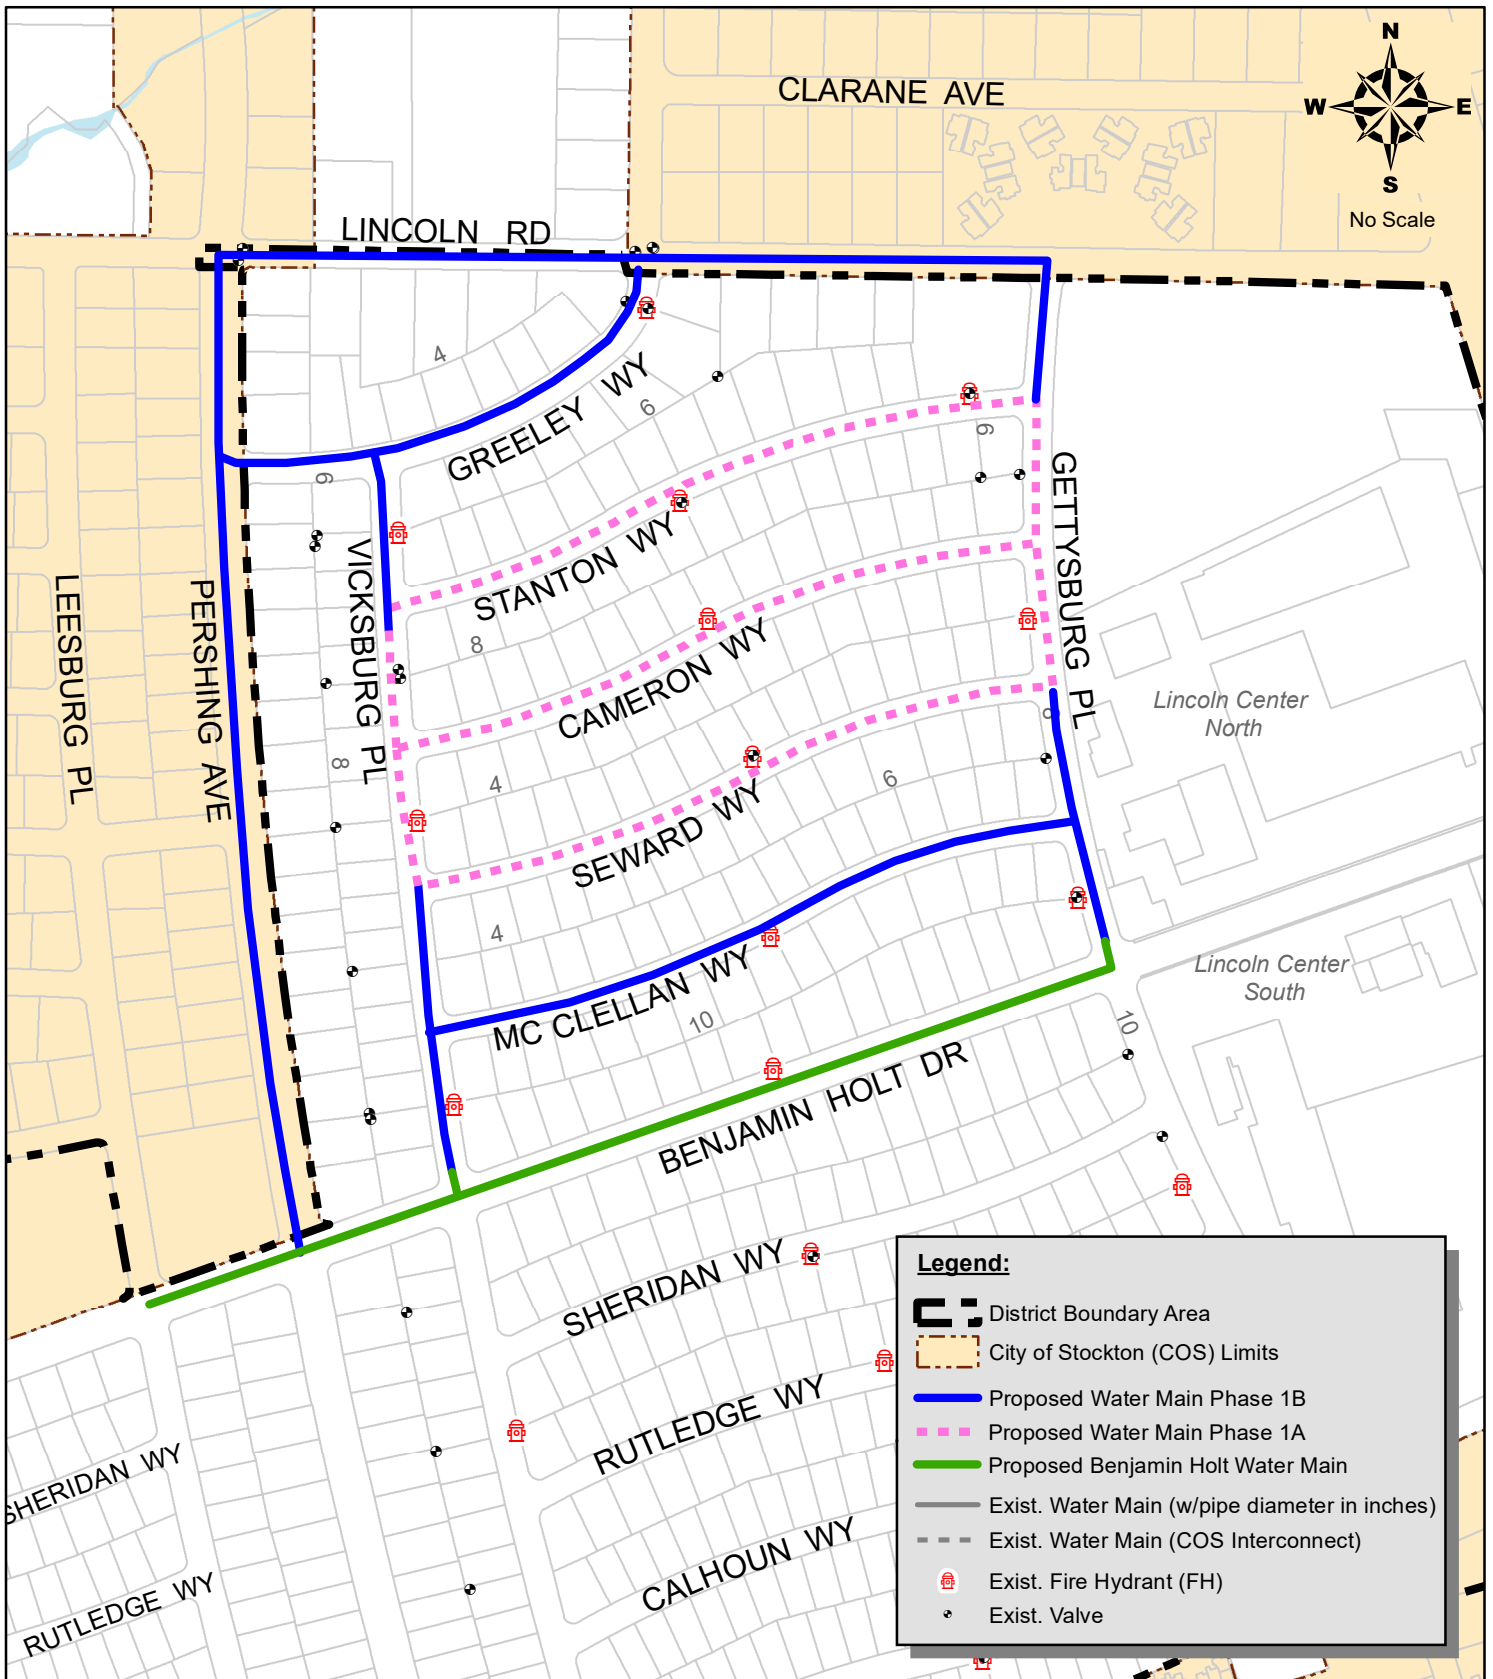 N
CLARANE AVE
W
E
S
No Scale
LINCOLN RD
4
GREELEY WY
6
6
6
GETTYSBURG PL
VICKSBURG PL
STANTON WY
LEESBURG PL
PERSHING AVE
8
CAMERON WY
Lincoln Center
North
8
4
6
SEWARD WY
4
MC CLELLAN WY
Lincoln Center
South
10
10
BENJAMIN HOLT DR
SHERIDAN WY
RUTLEDGE WY
SHERIDAN WY
CALHOUN WY
RUTLEDGE WY
Legend:
District Boundary Area
City of Stockton (COS) Limits
Proposed Water Main Phase 1B
Proposed Water Main Phase 1A
Proposed Benjamin Holt Water Main
Exist. Water Main (w/pipe diameter in inches)
Exist. Water Main (COS Interconnect)
Exist. Fire Hydrant (FH)
Exist. Valve